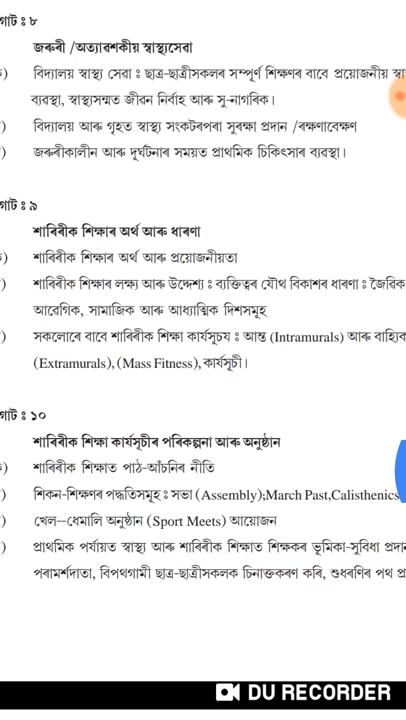 গোট ঃ ৮
জৰুৰী /অত্যাৱশকীয় স্বাস্থ্যসেৱা
) বিদ্যালয় স্বাস্থ্য সেৱা ঃ ছাত্ৰ-ছাত্ৰীসকলৰ সম্পূৰ্ণ শিক্ষণৰ বাবে প্ৰয়োজনীয়
ব্যৱস্থা, স্বাস্থ্যসন্মত জীৱন নিৰ্বাহ আৰু সু-নাগৰিক।
) বিদ্যালয় আৰু গৃহত স্বাস্থ্য সংকটৰপৰা সুৰক্ষা প্ৰদান /ৰক্ষণাবেক্ষণ
) জৰুৰীকালীন আৰু দূৰ্ঘটনাৰ সময়ত প্ৰাথমিক চিকিৎসাৰ ব্যৱস্থা।
গোট ঃ ৯
শাৰিৰীক শিক্ষাৰ অৰ্থ আৰু ধাৰণা
) শাৰিৰীক শিক্ষাৰ অৰ্থ আৰু প্ৰয়োজনীয়তা
) শাৰিৰীক শিক্ষাৰ লক্ষ্য আৰু উদ্দেশ্য ঃ ব্যক্তিত্বৰ যৌথ বিকাশৰ ধাৰণা ঃ জৈৱিক
আৱেগিক, সামাজিক আৰু আধ্যাত্মিক দিশসমূহ
) সকলোৰে বাবে শাৰিৰীক শিক্ষা কাৰ্যসূচয ঃ আন্ত (Intramurals) আৰু বাহ্যিক
(Extramurals), (Mass Fitness), কাৰ্যসূচী।
গোট ঃ ১০
শাৰিৰীক শিক্ষা কাৰ্যসূচীৰ পৰিকল্পনা আৰু অনুষ্ঠান
) শাৰিৰীক শিক্ষাত পাঠ-আঁচনিৰ নীতি
) শিকন-শিক্ষণৰ পদ্ধতিসমূহ ঃ সভা (Assembly);March Past,Calisthenics
) খেল--ধেমালি অনুষ্ঠান (Sport Meets) আয়োজন
) প্ৰাথমিক পৰ্যায়ত স্বাস্থ্য আৰু শাৰিৰীক শিক্ষাত শিক্ষকৰ ভূমিকা-সুবিধা প্ৰদান
পৰামৰ্শদাতা, বিপথগামী ছাত্ৰ-ছাত্ৰীসকলক চিনাক্তকৰণ কৰি, শুধৰণিৰ পথ
DU RECORDER